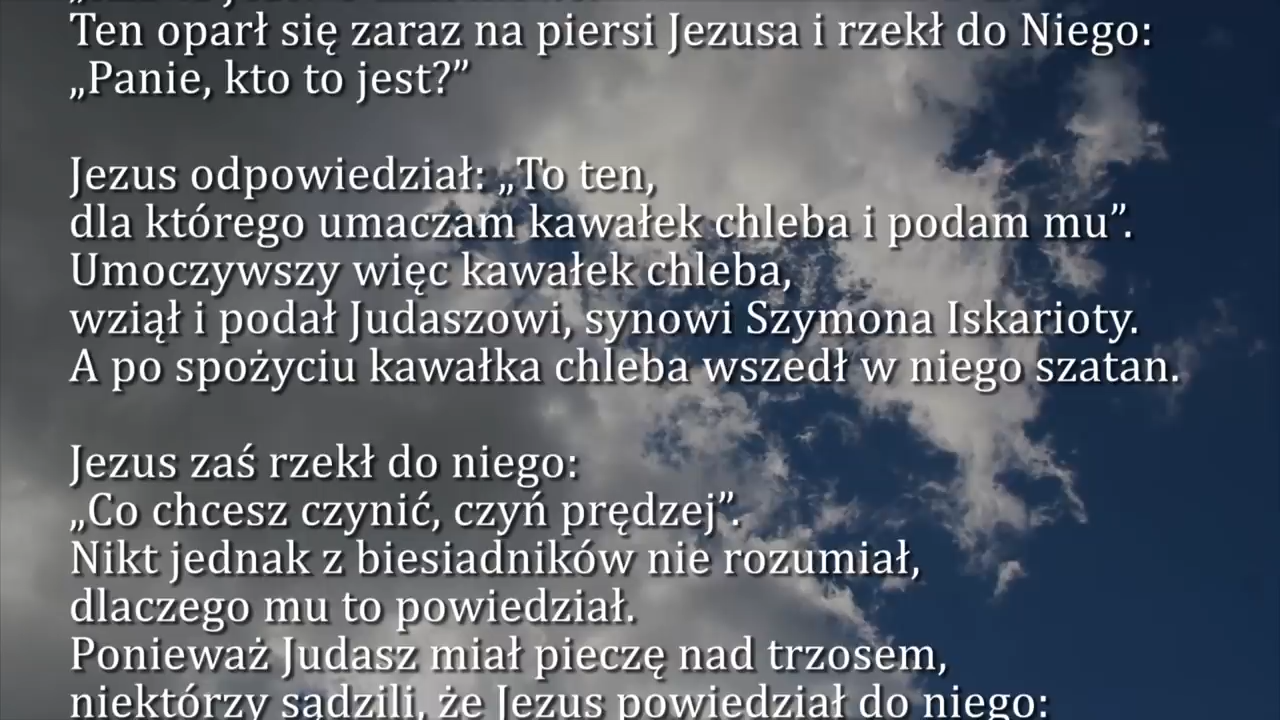 Ten oparł się zaraz na piersi Jezusa i rzekł do Niego:
„Panie, kto to jest?”
Jezus odpowiedział: „To ten,
dla którego umaczam kawałek chleba i podam mu”.
Umoczywszy więc kawałek chleba,
wziął i podał Judaszowi, synowi Szymona Iskarioty.
A po spożyciu kawałka chleba wszedł w niego szatan.
Jezus zaś rzekł do niego:
„Co chcesz czynić, czyń prędzej”.
Nikt jednak z biesiadników nie rozumiał,
dlaczego mu to powiedział.
Ponieważ Judasz miał pieczę nad trzosem,
niektórzy sądzili, że Jezus powiedział do niego: